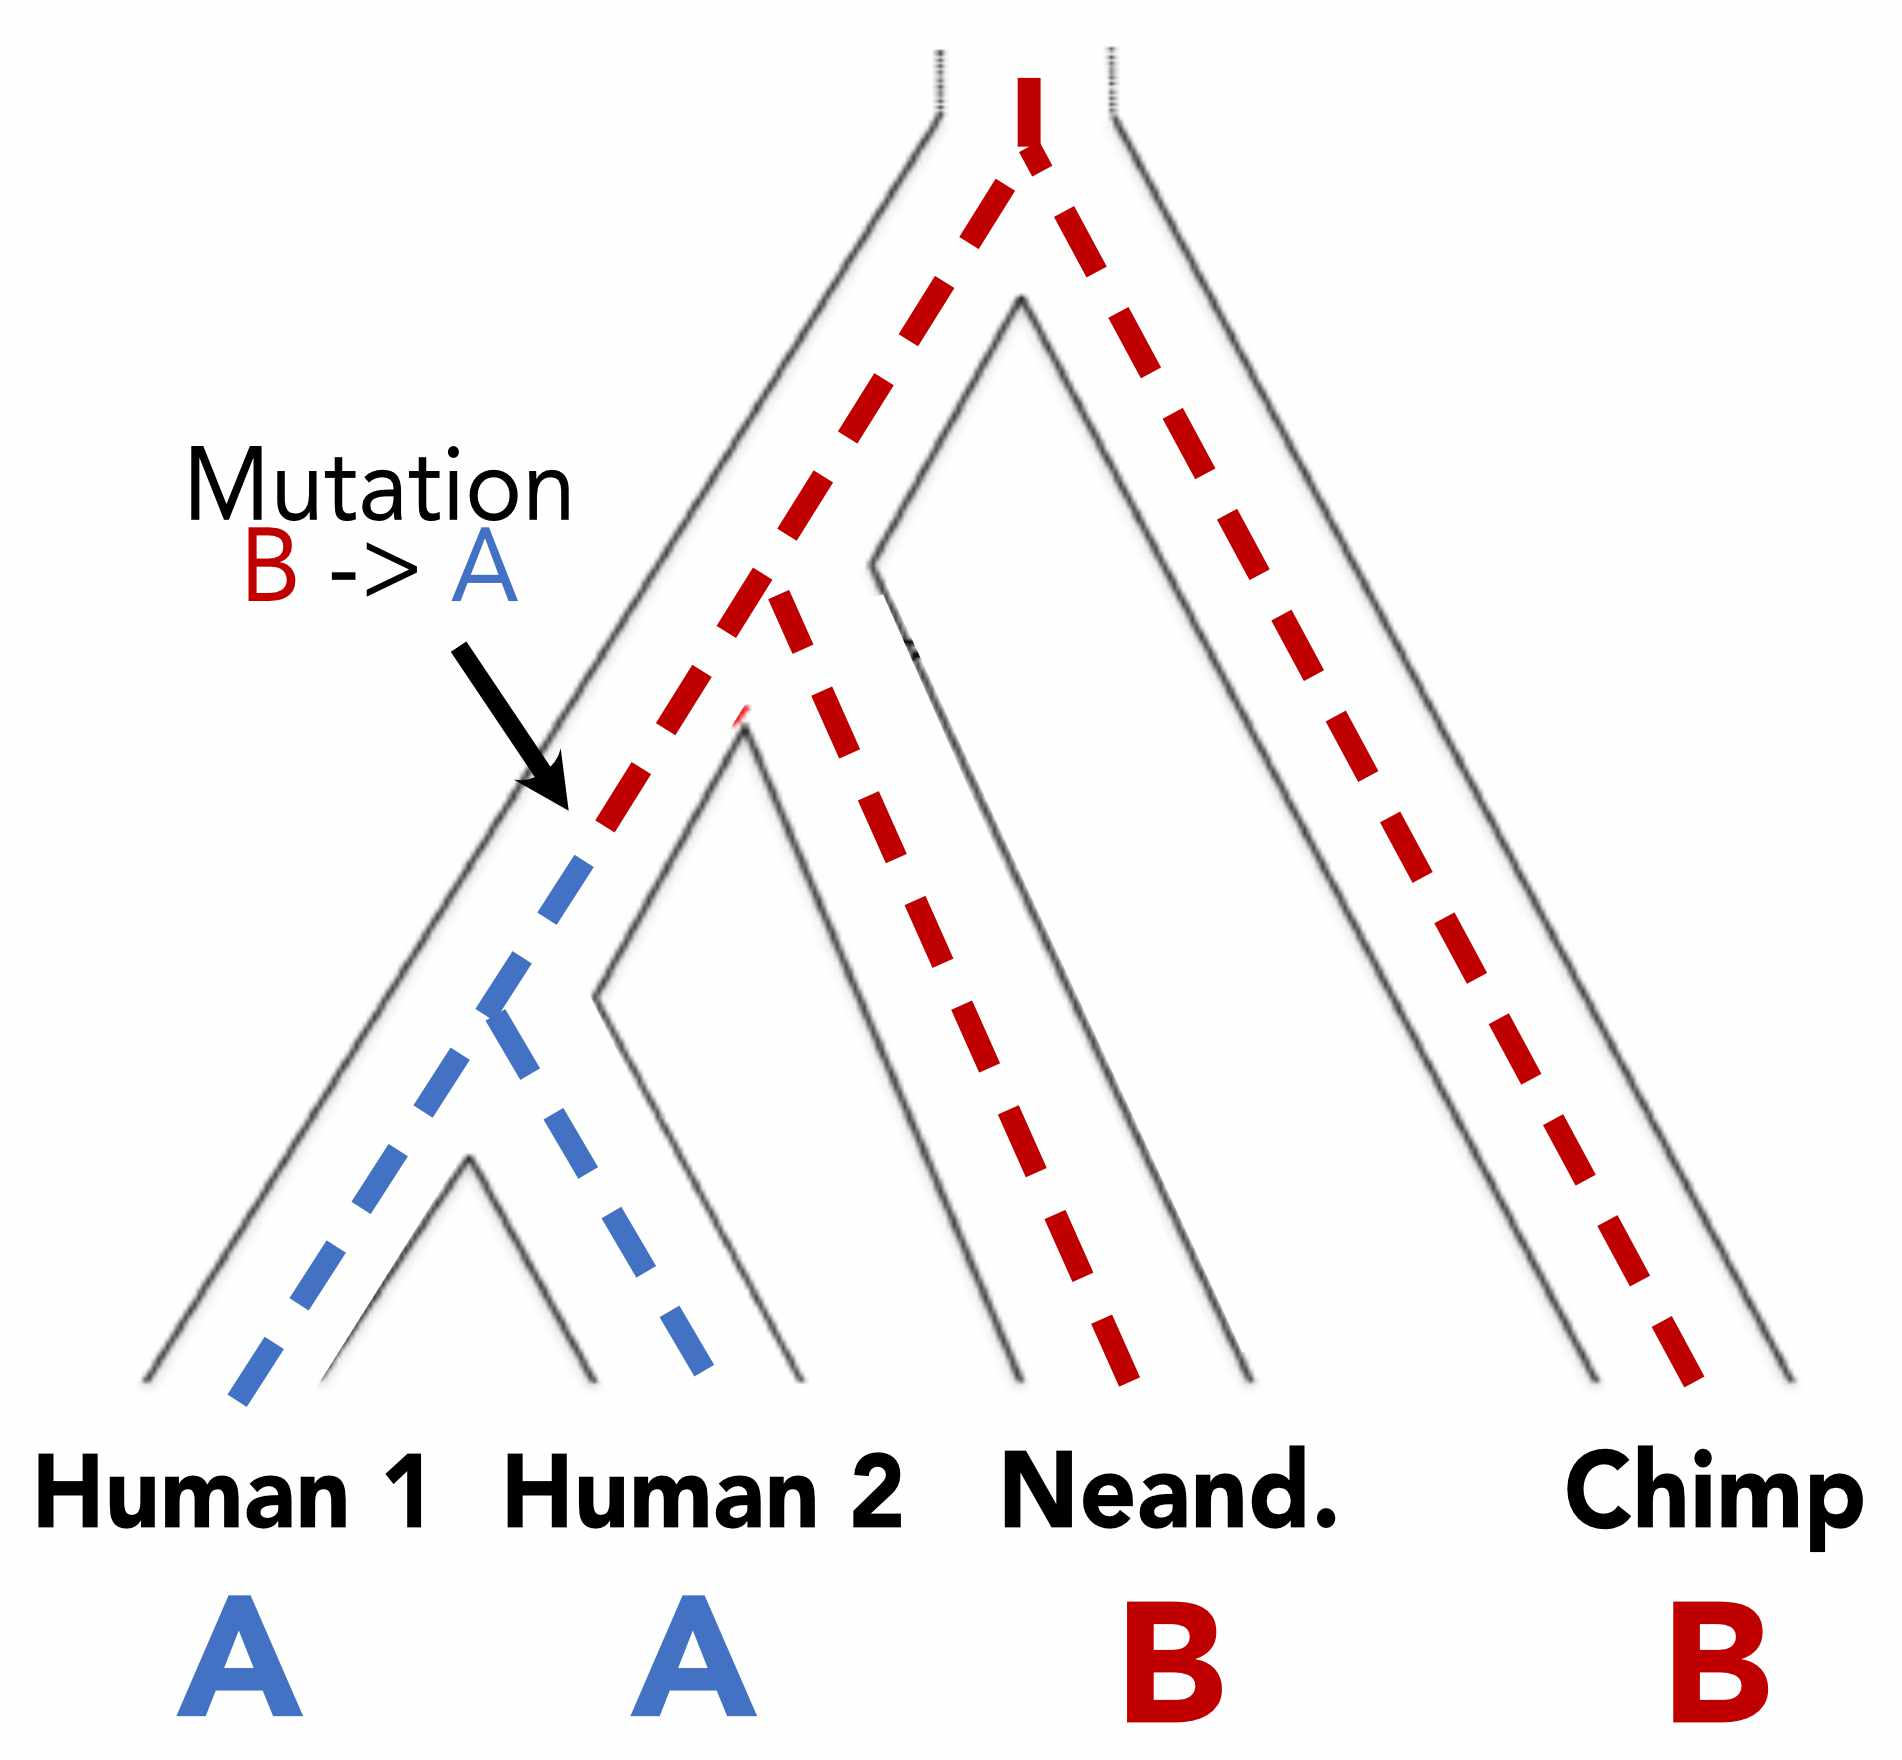 Mutation
B -> A
Human 1 Human 2 Neand. Chimp
A A B B